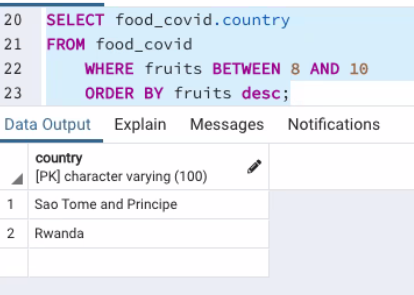 20 SELECT food_covid.country
21 FROM food_covid
22 WHERE fruits BETWEEN 8 AND 10
23 ORDER BY fruits desc;
Data Output Explain Messages Notifications
country
[PK] character varying (100)
1 Sao Tome and Principe
2 Rwanda